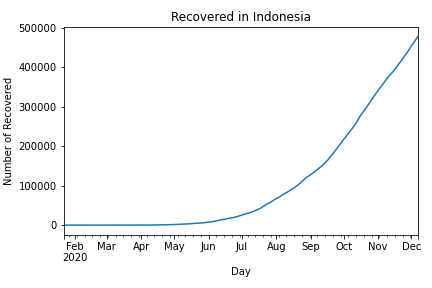 Recovered in Indonesia
500000
400000
300000
200000
100000
0
Number of Recovered
Feb Mar Apr May Jun Jul Aug Sep Oct Nov Dec
2020
Day